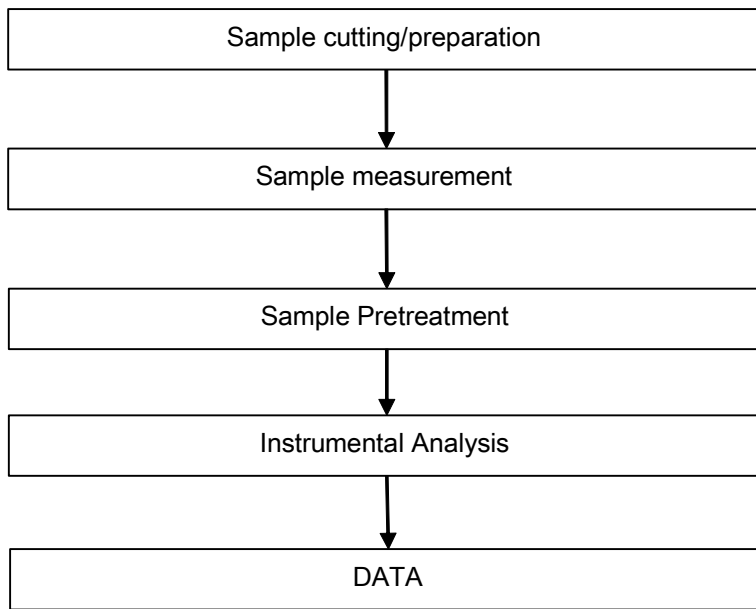 Sample cutting/preparation
Sample measurement
Sample Pretreatment
Instrumental Analysis
DATA